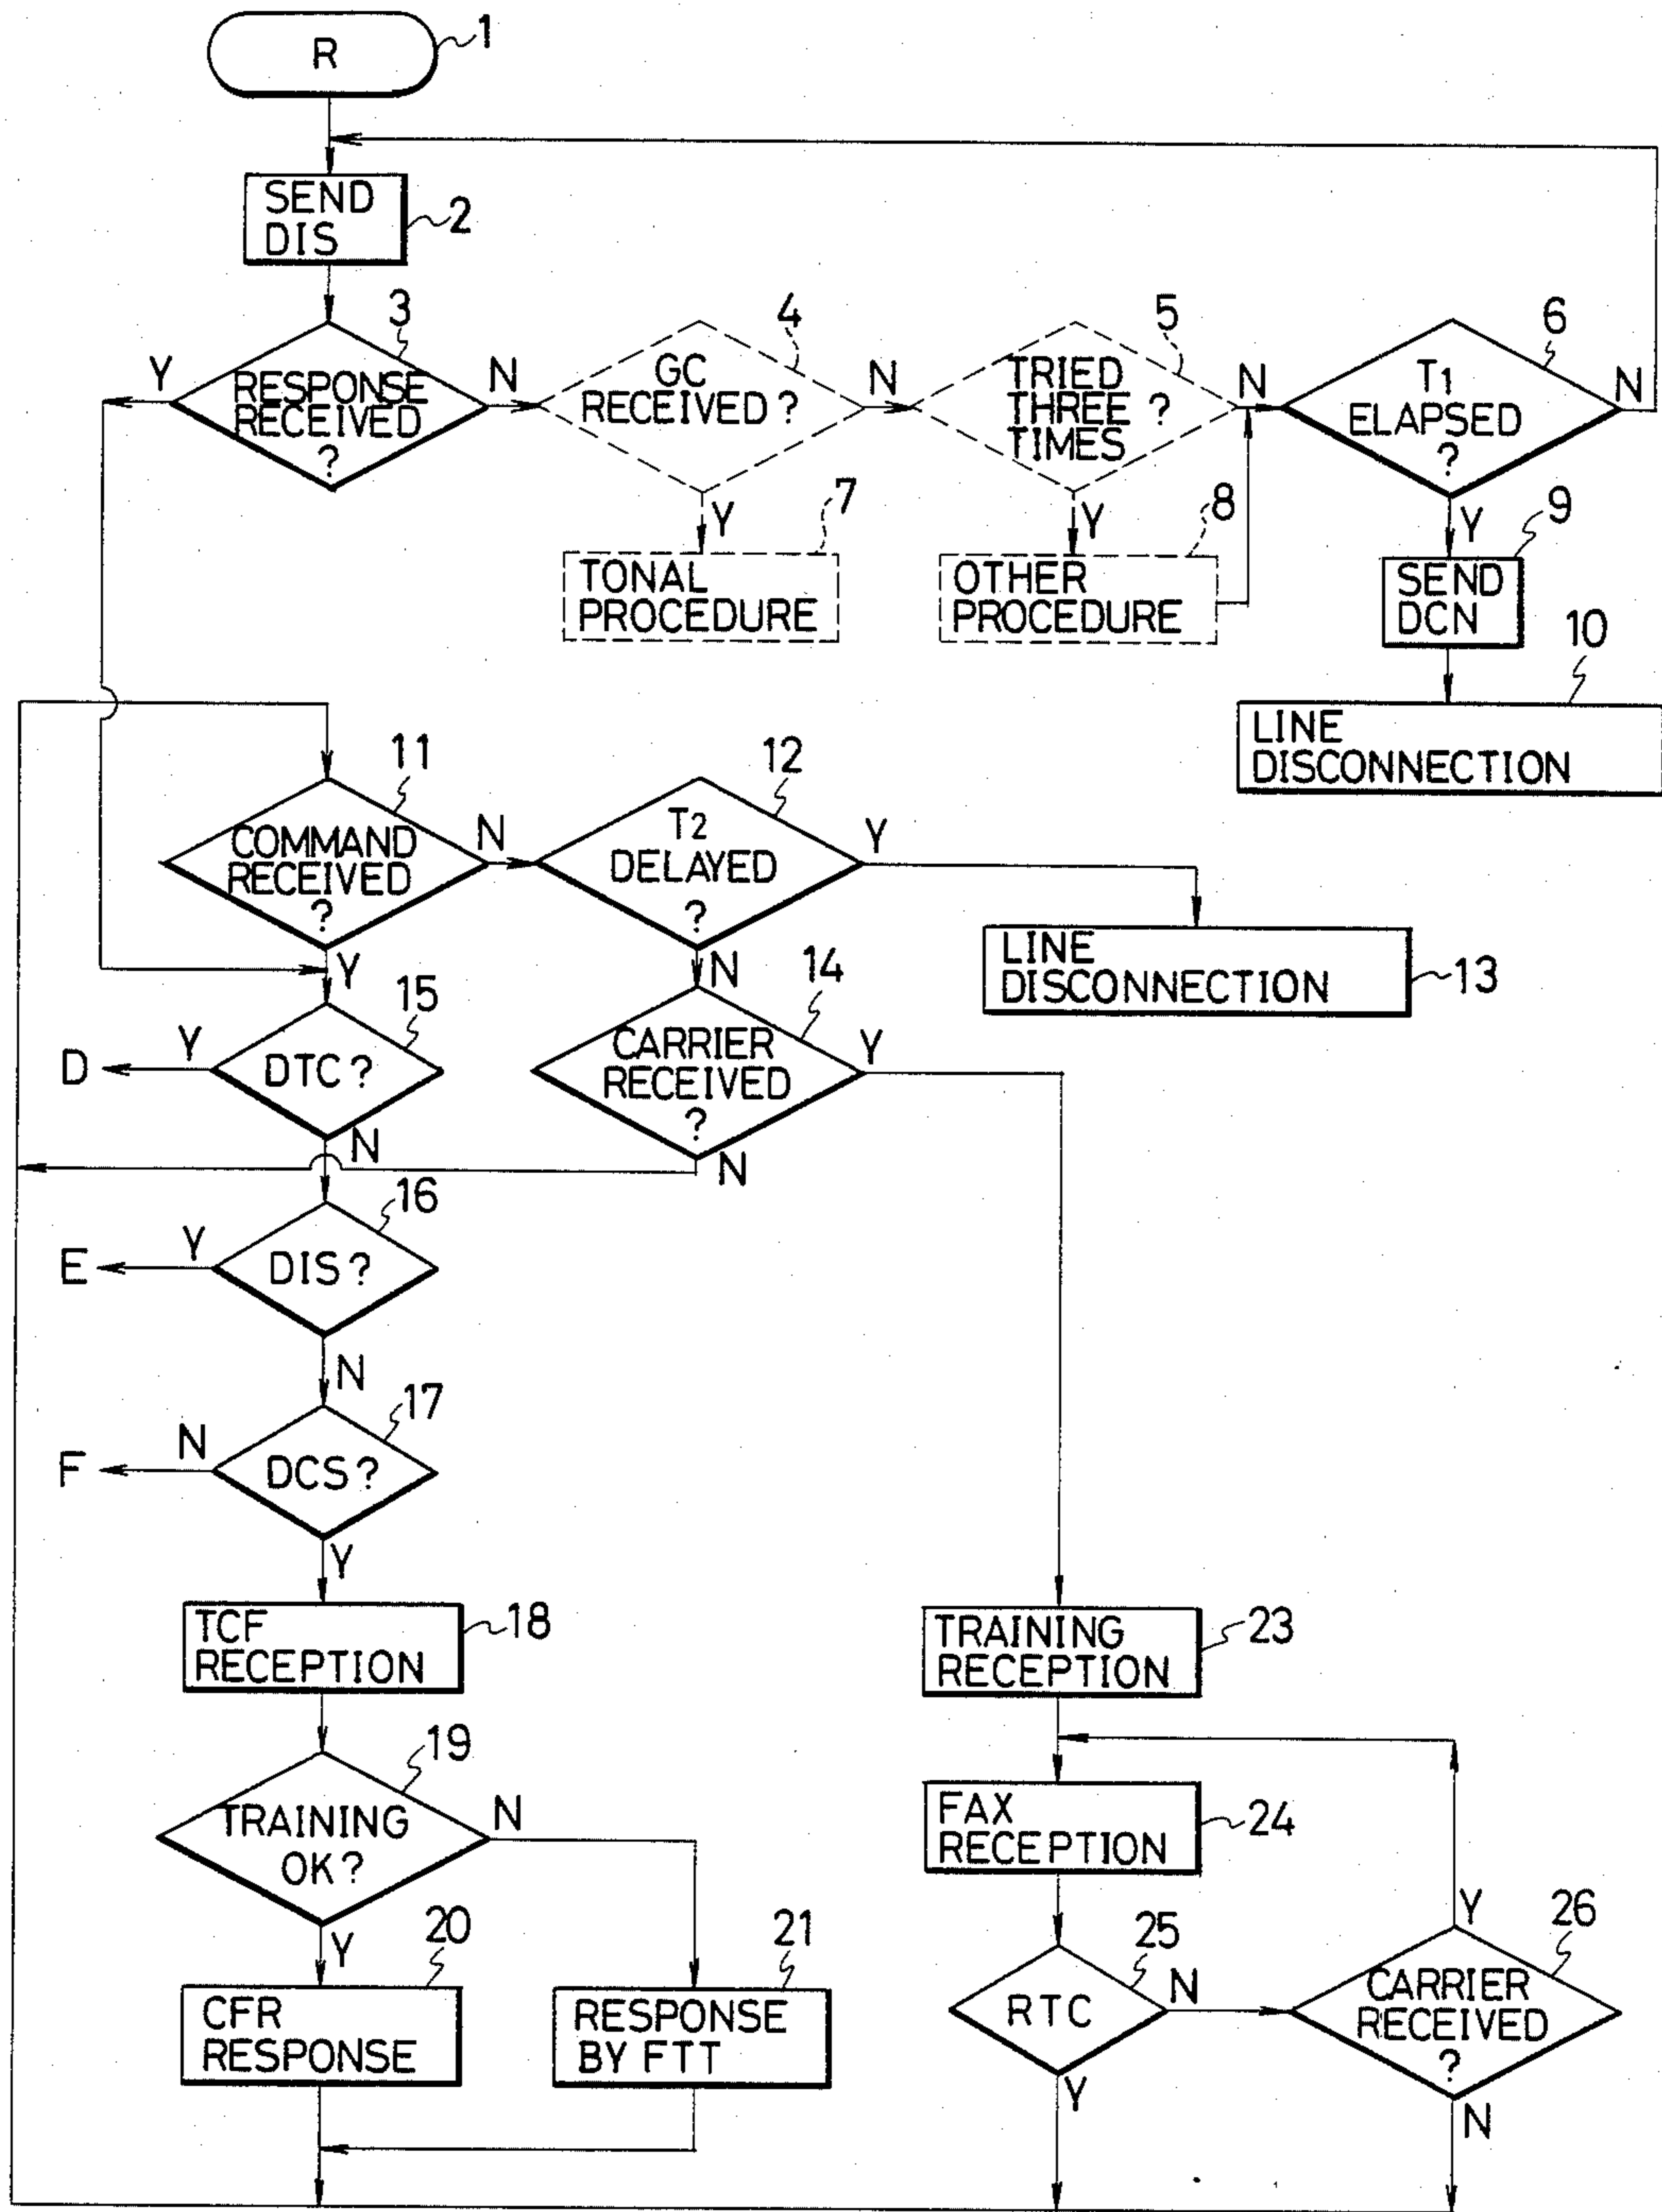 R
1
SEND
DIS
2
3
Y
RESPONSE
RECEIVED
?
N
4
GC
RECEIVED ?
N
Y
5
TRIED
THREE ?
TIMES
N
Y
6
T1
ELAPSED
?
N
Y
7
TONAL
PROCEDURE
8
OTHER
PROCEDURE
9
SEND
DCN
10
LINE
DISCONNECTION
11
COMMAND
RECEIVED
?
N
Y
12
T2
DELAYED
?
Y
N
LINE
DISCONNECTION
13
14
CARRIER
RECEIVED
?
Y
N
15
D
Y
DTC ?
N
16
E
Y
DIS ?
N
17
F
N
DCS ?
Y
TCF
RECEPTION
18
TRAINING
RECEPTION
23
19
TRAINING
OK ?
N
Y
FAX
RECEPTION
24
20
CFR
RESPONSE
21
RESPONSE
BY FTT
25
RTC
N
Y
26
Y
CARRIER
RECEIVED
?
N